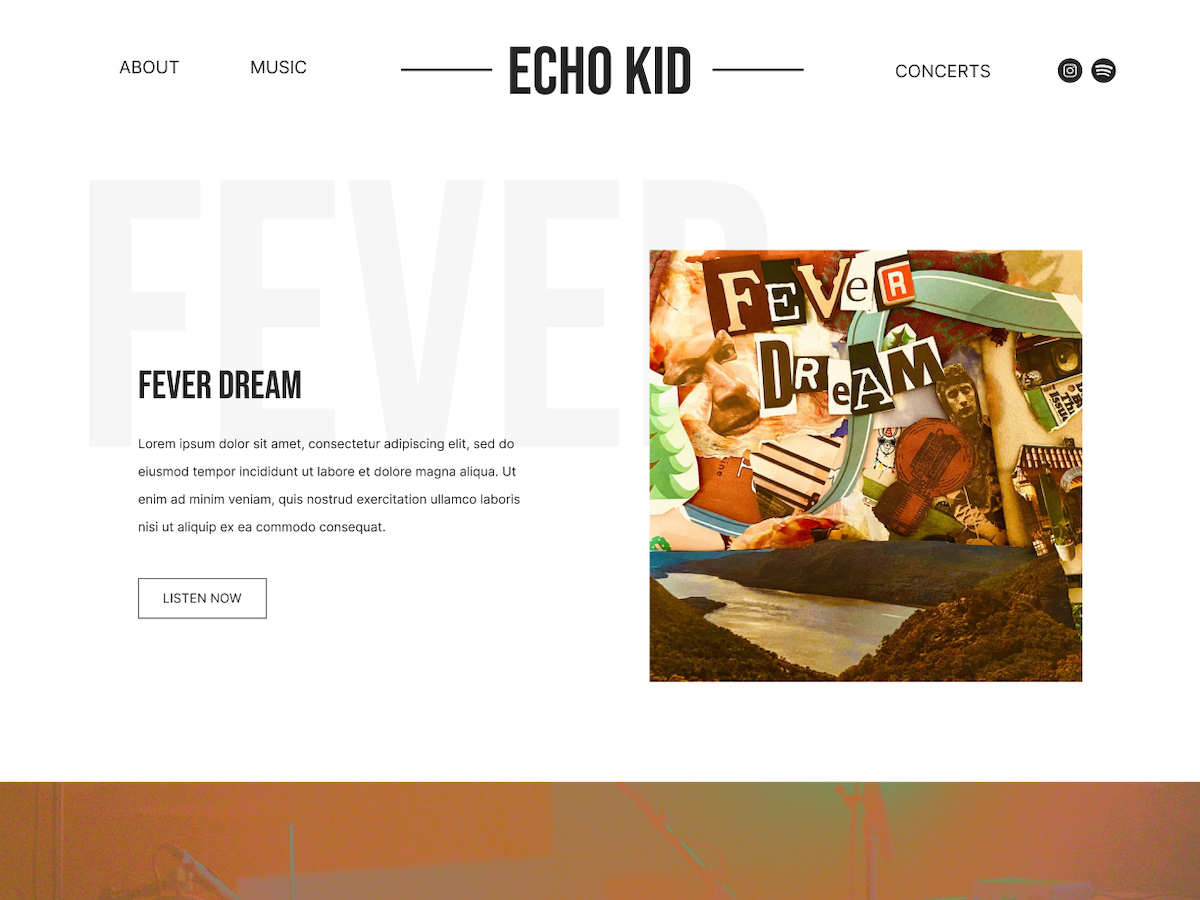 ABOUT
MUSIC
ECHO KID
CONCERTS
FEVER
FEVER DREAM
Lorem ipsum dolor sit amet, consectetur adipiscing elit, sed do
eiusmod tempor incididunt ut labore et dolore magna aliqua. Ut
enim ad minim veniam, quis nostrud exercitation ullamco laboris
nisi ut aliquip ex ea commodo consequat.
LISTEN NOW
FEVeR
DReAM